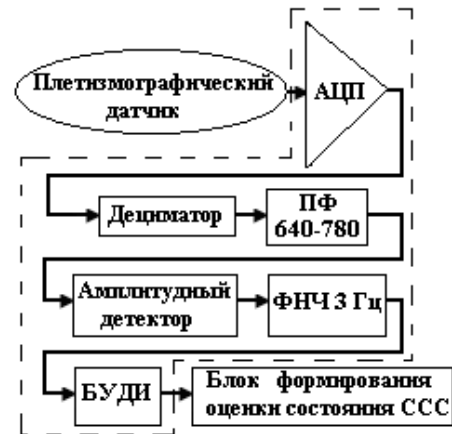 Плетизмографический
датчик
АЦП
Дециматор
ПФ
640-780
Амплитудный
детектор
ФНЧ 3 Гц
БУДИ
Блок формирования
оценки состояния ССС